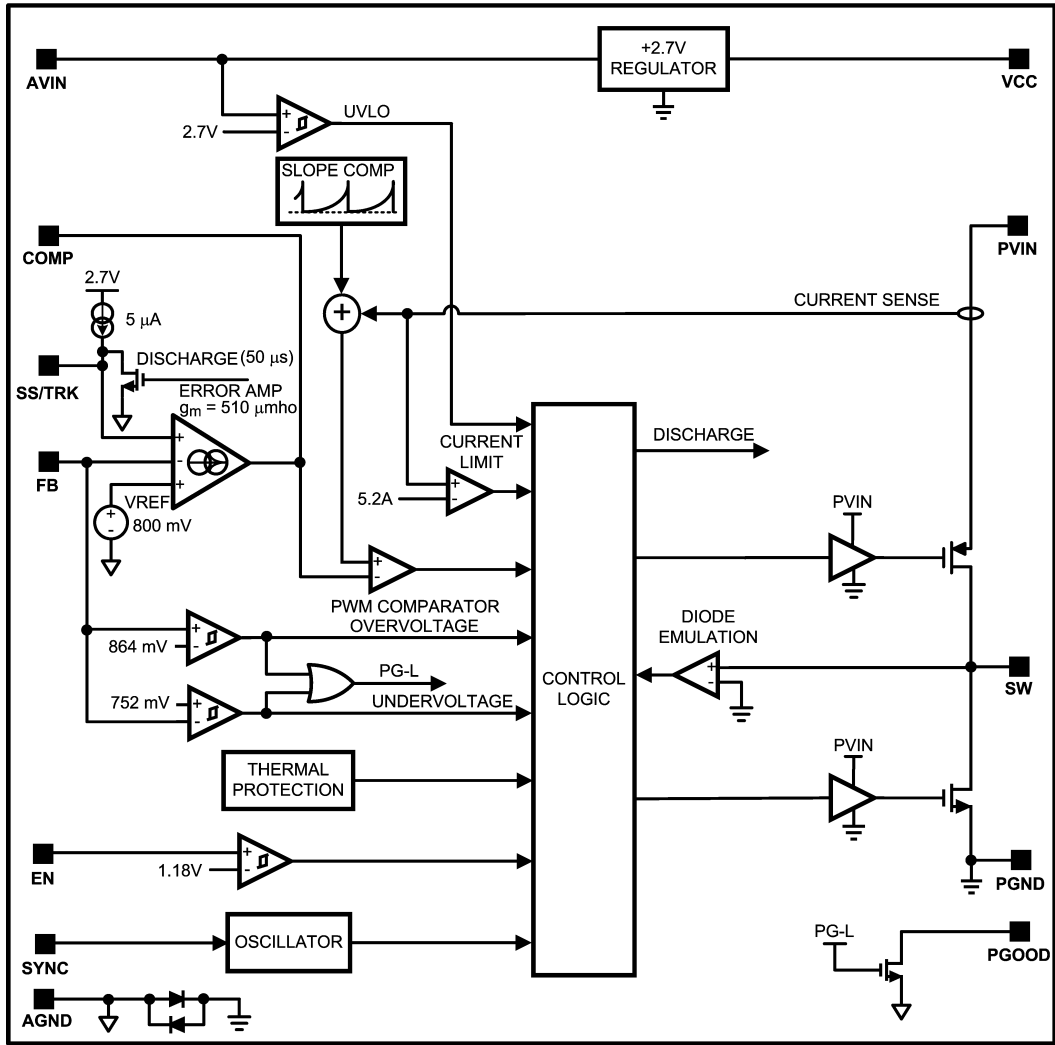 +2.7V
REGULATOR
AVIN
VCC
UVLO
+
-
2.7V
SLOPE COMP
COMP
PVIN
2.7V
5 μA
+
CURRENT SENSE
DISCHARGE (50 μs)
SS/TRK
ERROR AMP
gm = 510 μmho
+
-
+
FB
VREF
800 mV
+
-
CURRENT
LIMIT
+
-
5.2A
DISCHARGE
PVIN
+
-
PWM COMPARATOR
OVERVOLTAGE
+
-
864 mV
PG-L
752 mV
+
-
UNDERVOLTAGE
CONTROL
LOGIC
DIODE
EMULATION
+
-
SW
PVIN
THERMAL
PROTECTION
EN
+
-
1.18V
PGND
OSCILLATOR
SYNC
PG-L
PGOOD
AGND